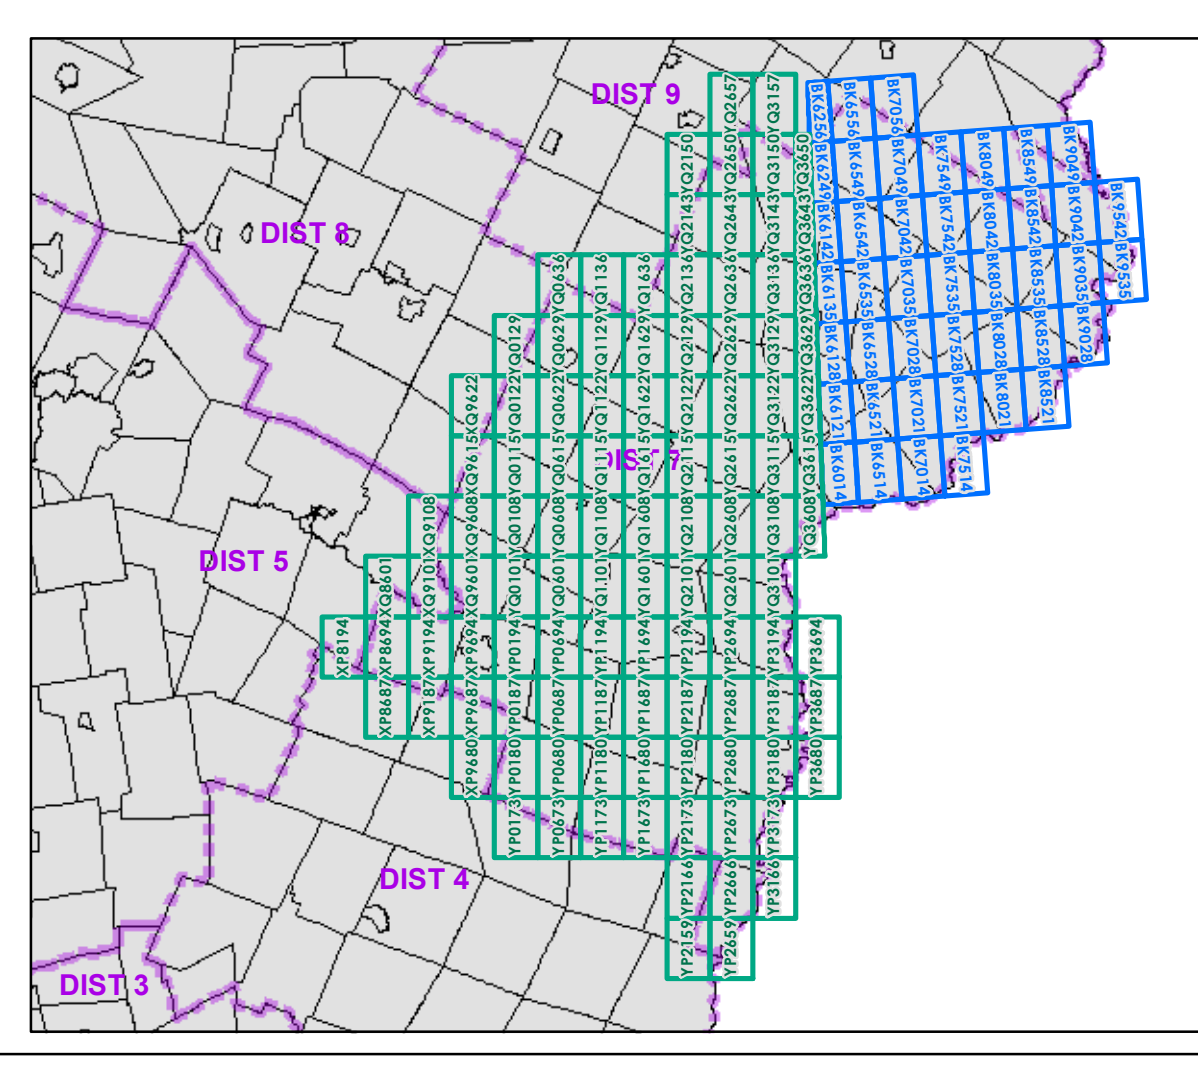 DIST 9
DIST 8
DIST 7
DIST 5
DIST 4
DIST 3
YQ2657 YQ3157
YQ2150 YQ2650 YQ3150 YQ3650
YQ2143 YQ2643 YQ3143 YQ3643
YQ0636 YQ1136 YQ1636 YQ2136 YQ2636 YQ3136 YQ3636
YQ0129 YQ0629 YQ1129 YQ1629 YQ2129 YQ2629 YQ3129 YQ3629
XQ9622 YQ0122 YQ0622 YQ1122 YQ1622 YQ2122 YQ2622 YQ3122 YQ3622
XQ9615 YQ0115 YQ0615 YQ1115 YQ1615 YQ2115 YQ2615 YQ3115 YQ3615
XQ9108 XQ9608 YQ0108 YQ0608 YQ1108 YQ1608 YQ2108 YQ2608 YQ3108 YQ3608
XQ8601 XQ9101 XQ9601 YQ0101 YQ0601 YQ1101 YQ1601 YQ2101 YQ2601 YQ3101
XP8194 XP8694 XP9194 XP9694 YP0194 YP0694 YP1194 YP1694 YP2194 YP2694 YP3194 YP3694
XP8687 XP9187 XP9687 YP0187 YP0687 YP1187 YP1687 YP2187 YP2687 YP3187 YP3687
XP9680 YP0180 YP0680 YP1180 YP1680 YP2180 YP2680 YP3180 YP3680
YP0173 YP0673 YP1173 YP1673 YP2173 YP2673 YP3173
YP2166 YP2666 YP3166
YP2159 YP2659
BK6256 BK6556 BK7056
BK6249 BK6549 BK7049 BK7549 BK8049 BK8549 BK9049
BK6142 BK6542 BK7042 BK7542 BK8042 BK8542 BK9042 BK9542
BK6135 BK6535 BK7035 BK7535 BK8035 BK8535 BK9035 BK9535
BK6128 BK6528 BK7028 BK7528 BK8028 BK8528 BK9028
BK6121 BK6521 BK7021 BK7521 BK8021 BK8521
BK6014 BK6514 BK7014 BK7514